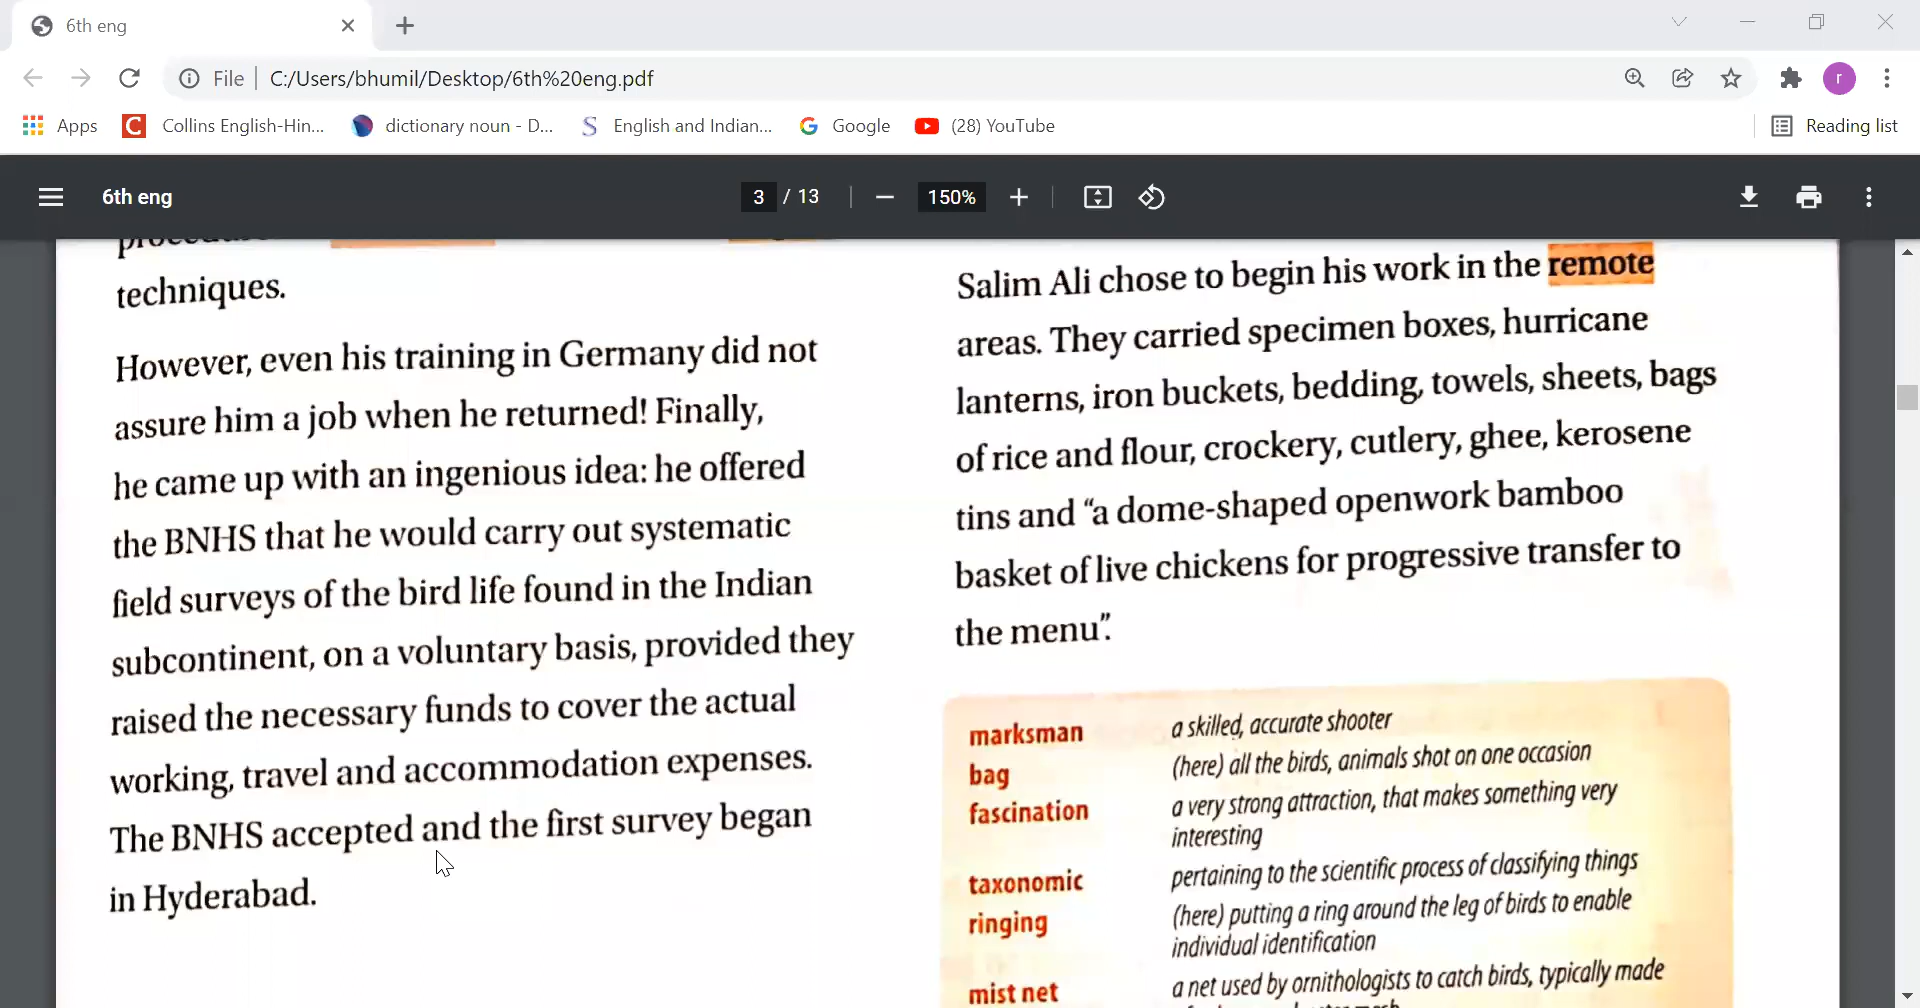 6th eng
File
C:/Users/bhumil/Desktop/6th%20eng.pdf
r
Apps
Collins English-Hin...
dictionary noun - D...
English and Indian...
Google
(28) YouTube
Reading list
6th eng
3 / 13
150%
techniques.
However, even his training in Germany did not
assure him a job when he returned! Finally,
he came up with an ingenious idea: he offered
the BNHS that he would carry out systematic
field surveys of the bird life found in the Indian
subcontinent, on a voluntary basis, provided they
raised the necessary funds to cover the actual
working, travel and accommodation expenses.
The BNHS accepted and the first survey began
in Hyderabad.
Salim Ali chose to begin his work in the remote
areas. They carried specimen boxes, hurricane
lanterns, iron buckets, bedding, towels, sheets, bags
of rice and flour, crockery, cutlery, ghee, kerosene
tins and “a dome-shaped openwork bamboo
basket of live chickens for progressive transfer to
the menu”.
marksman a skilled, accurate shooter
bag (here) all the birds, animals shot on one occasion
fascination a very strong attraction, that makes something very
interesting
taxonomic pertaining to the scientific process of classifying things
ringing (here) putting a ring around the leg of birds to enable
individual identification
mist net a net used by ornithologists to catch birds, typically made